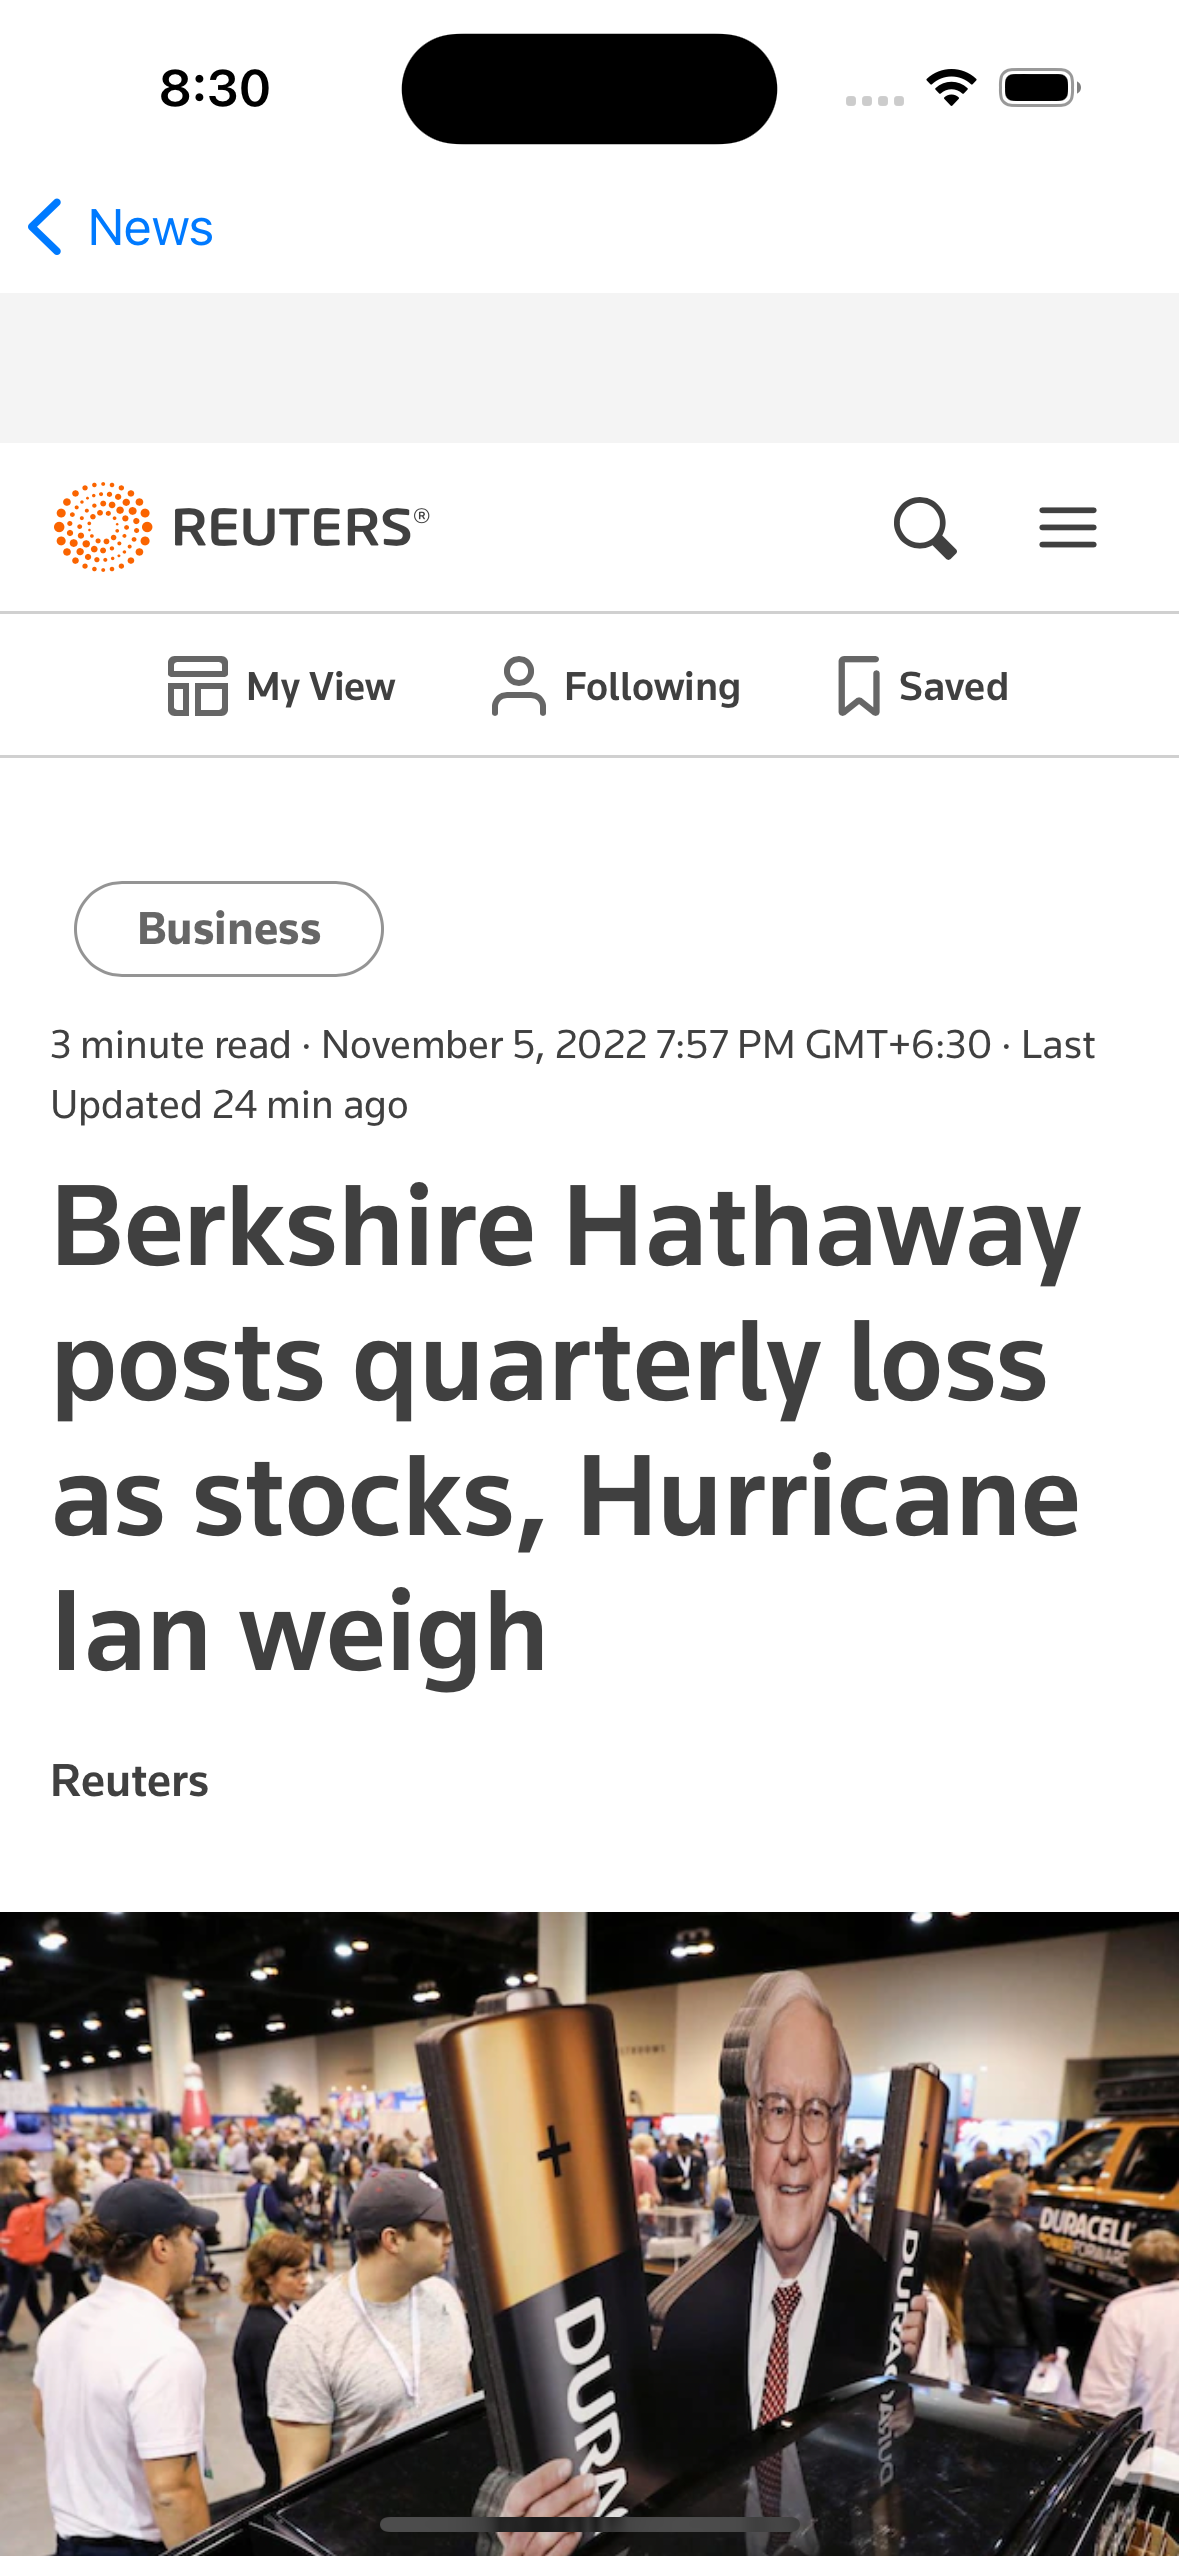 8:30
News
REUTERS®
My View
Following
Saved
Business
3 minute read · November 5, 2022 7:57 PM GMT+6:30 · Last
Updated 24 min ago
Berkshire Hathaway
posts quarterly loss
as stocks, Hurricane
Ian weigh
Reuters
+
DURACELL